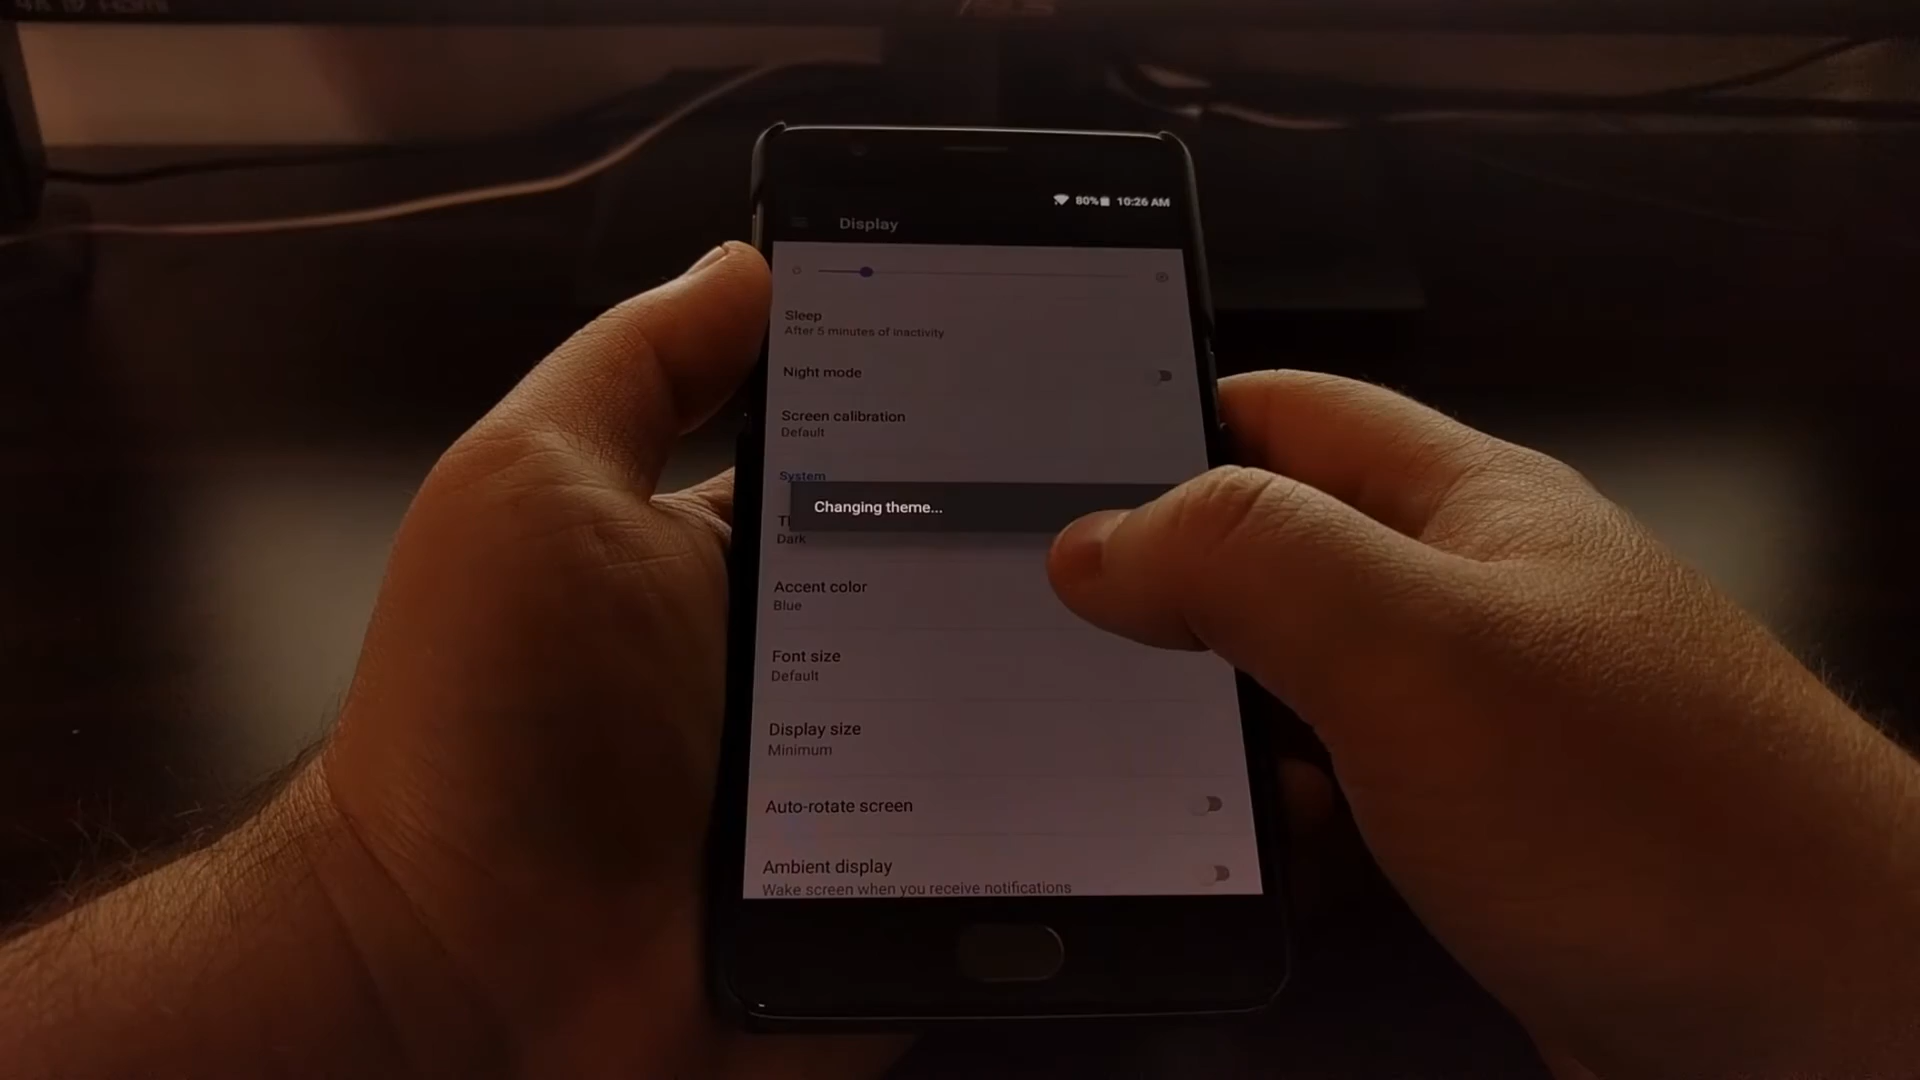 80% 10:26 AM
Display
Sleep
After 5 minutes of inactivity
Night mode
Screen calibration
Default
System
Changing theme...
Dark
Accent color
Blue
Font size
Default
Display size
Minimum
Auto-rotate screen
Ambient display
Wake screen when you receive notifications